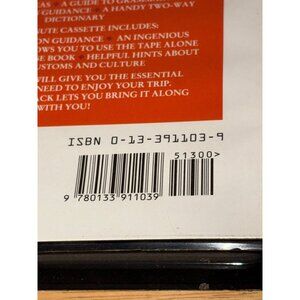 A GUIDE TO
GUIDANCE * A HANDY TWO-WAY
DICTIONARY
CASSETTE INCLUDES:
ON GUIDANCE * AN INGENIOUS
YOU TO USE THE TAPE ALONE
BOOK * HELPFUL HINTS ABOUT
CUSTOMS AND CULTURE
WILL GIVE YOU THE ESSENTIAL
NEED TO ENJOY YOUR TRIP.
LETS YOU BRING IT ALONG
WITH YOU!
ISBN 0-13-391103-9
51300>
9 780133 911039